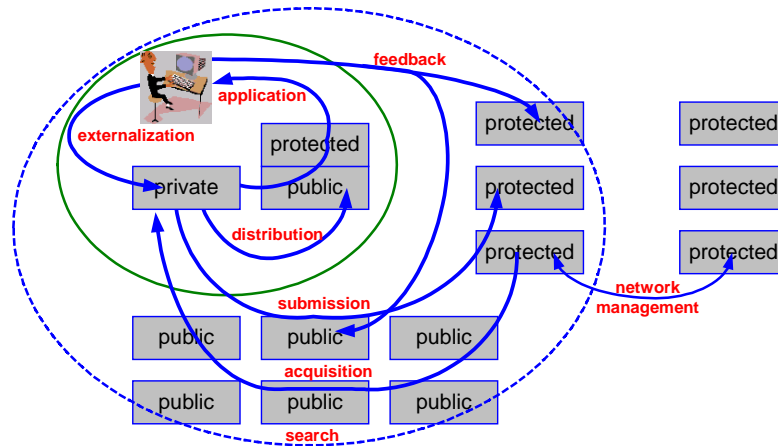 feedback
application
externalization
protected
protected
protected
private
public
protected
protected
distribution
protected
protected
network
management
submission
public
public
public
acquisition
public
public
public
search